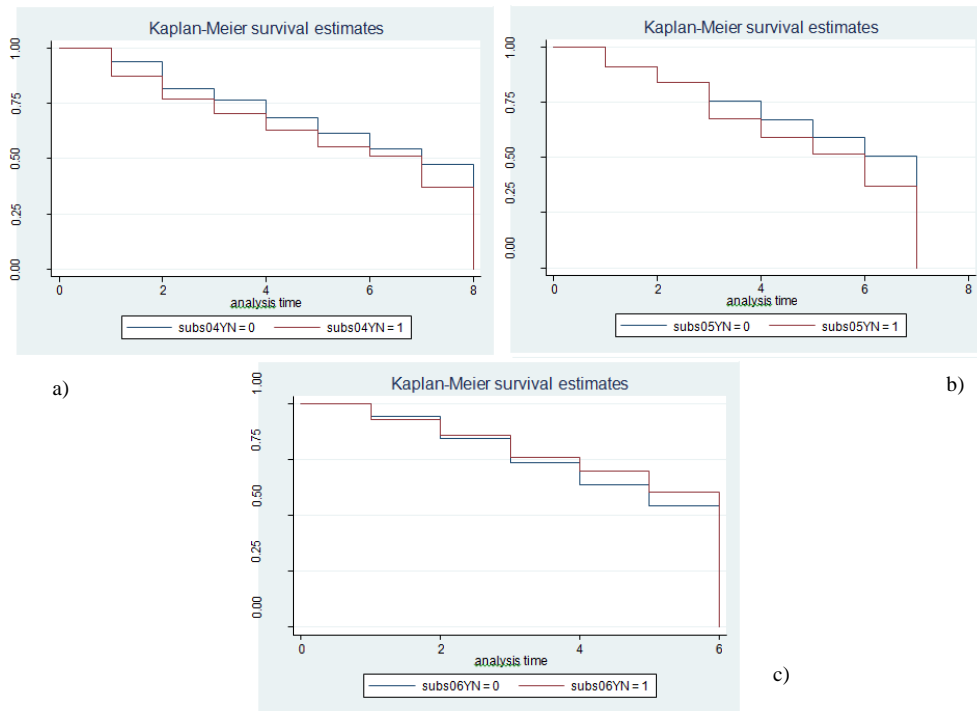 Kaplan-Meier survival estimates
1.00
0.75
0.50
0.25
0.00
0 2 4 6 8
analysis time
subs04YN = 0 subs04YN = 1
a)
Kaplan-Meier survival estimates
1.00
0.75
0.50
0.25
0.00
0 2 4 6 8
analysis time
subs05YN = 0 subs05YN = 1
b)
Kaplan-Meier survival estimates
1.00
0.75
0.50
0.25
0.00
0 2 4 6
analysis time
subs06YN = 0 subs06YN = 1
c)